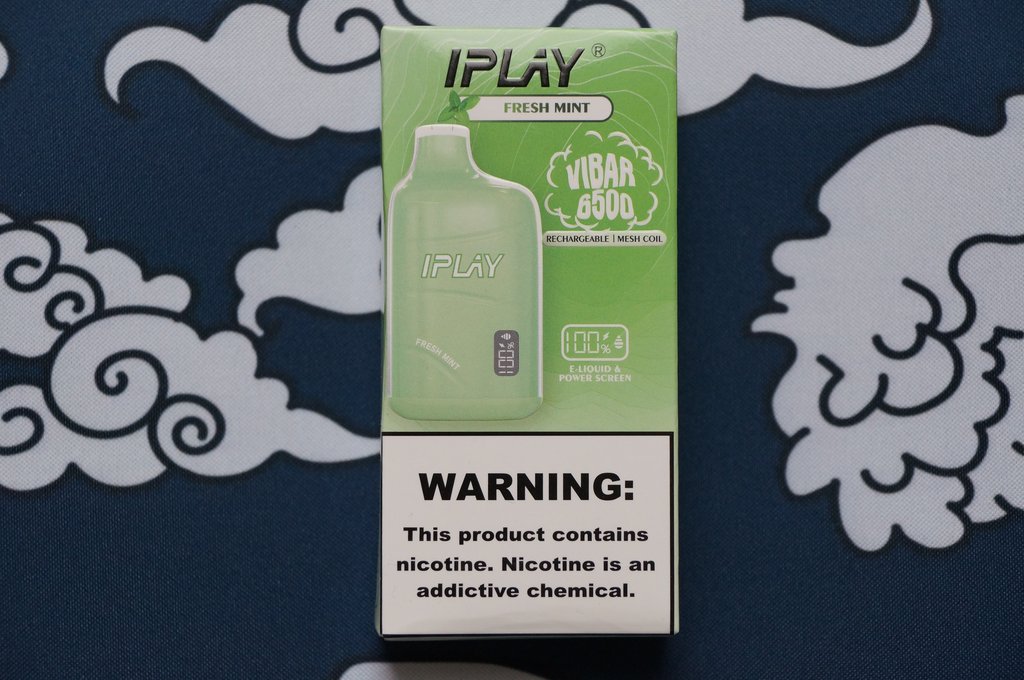 IPLAY®
FRESH MINT
VIBAR
6500
RECHARGEABLE | MESH COIL
IPLAY
FRESH MINT
100
100%
E-LIQUID &
POWER SCREEN
WARNING:
This product contains
nicotine. Nicotine is an
addictive chemical.